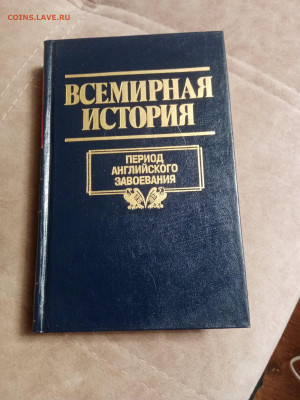 COINS.LAVE.RU
ВСЕМИРНАЯ
ИСТОРИЯ
ПЕРИОД
АНГЛИЙСКОГО
ЗАВОЕВАНИЯ